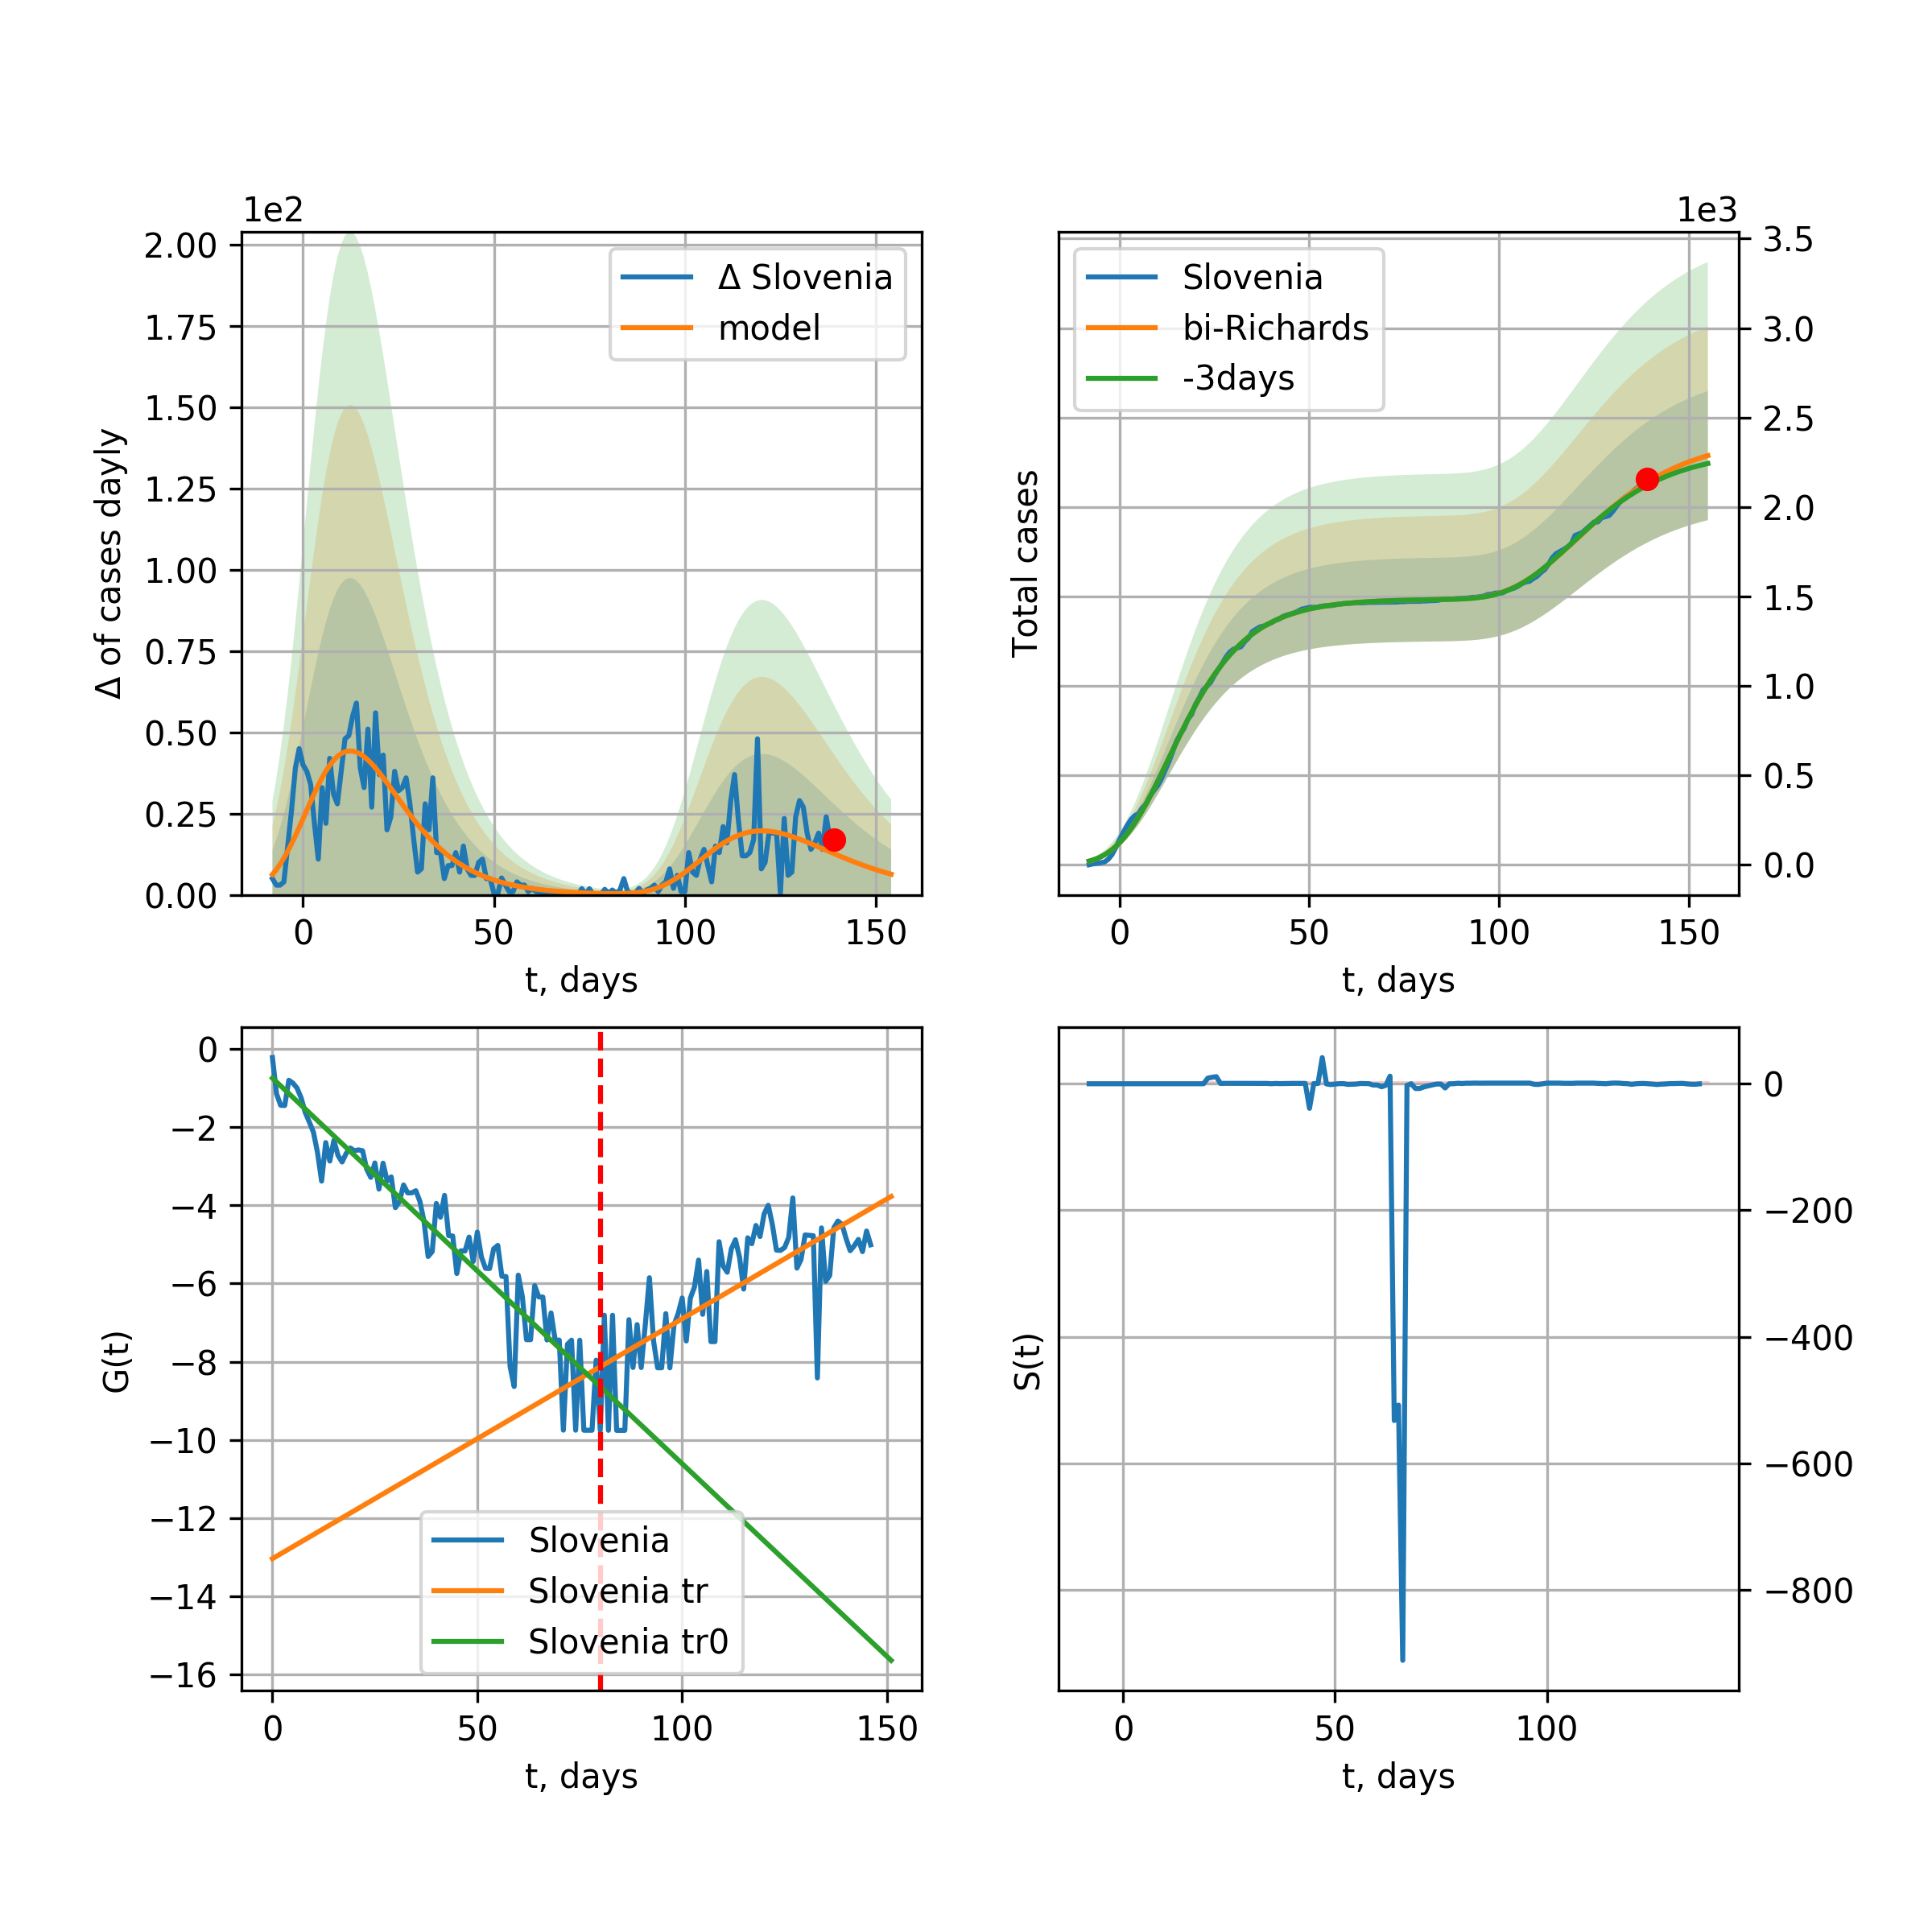 1e2
2.00
1.75
1.50
1.25
1.00
0.75
0.50
0.25
0.00
Δ of cases dayly
Δ Slovenia
model
0 50 100 150
t, days
1e3
3.5
3.0
2.5
2.0
1.5
1.0
0.5
0.0
Total cases
Slovenia
bi-Richards
-3days
0 50 100 150
t, days
0
−2
−4
−6
−8
−10
−12
−14
−16
G(t)
Slovenia
Slovenia tr
Slovenia tr0
0 50 100 150
t, days
0
−200
−400
−600
−800
S(t)
0 50 100
t, days